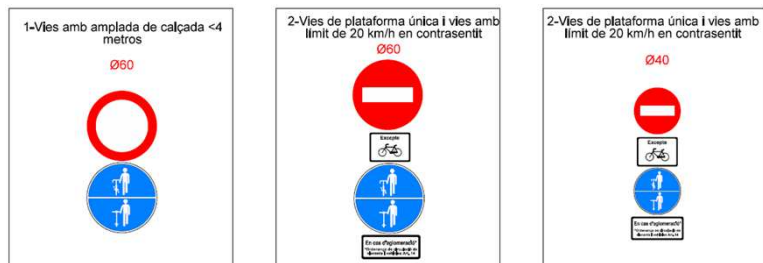 1-Vies amb amplada de calçada <4
metros
Ø60
2-Vies de plataforma única i vies amb
límit de 20 km/h en contrasentit
Ø60
Excepte
En cas d'aglomeració*
2-Vies de plataforma única i vies amb
límit de 20 km/h en contrasentit
Ø40
Excepte
En cas d'aglomeració*